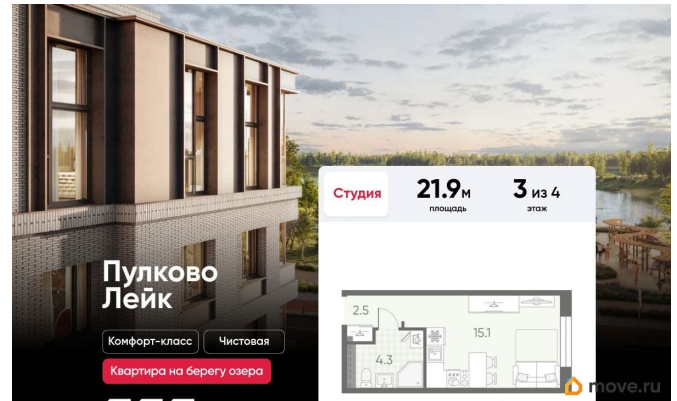 Студия
21.9 м
площадь
3 из 4
этаж
Пулково
Лейк
Комфорт-класс
Чистовая
Квартира на берегу озера
2.5
15.1
4.3
move.ru